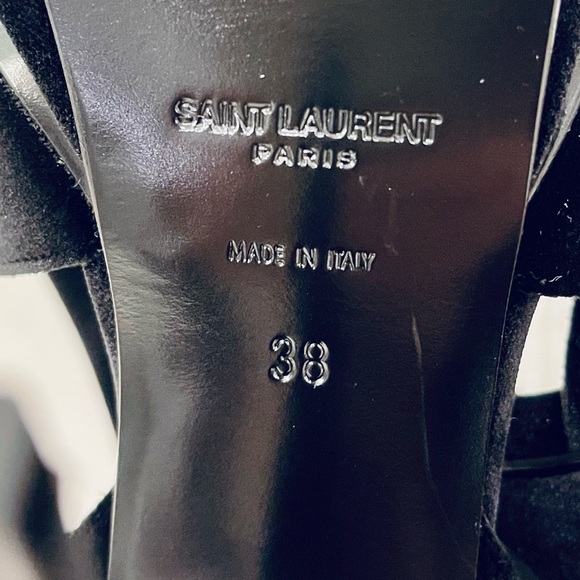 SAINT LAURENT
PARIS
MADE IN ITALY
38